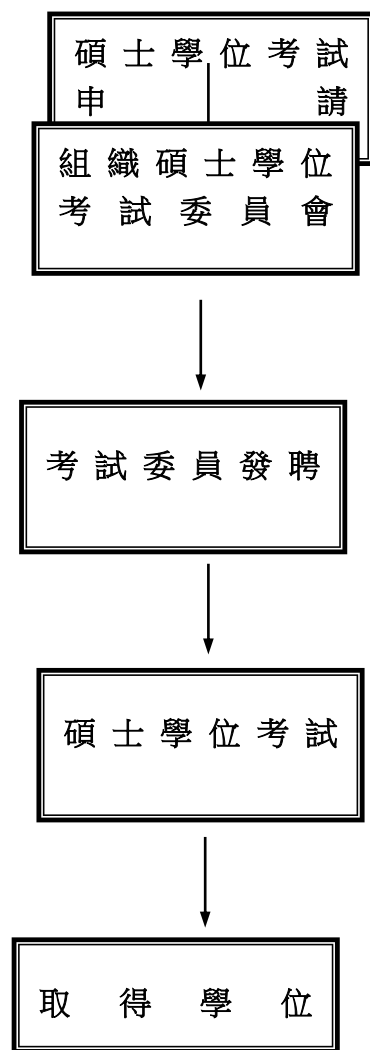 碩士學位考試
申請
組織碩士學位
考試委員會
考試委員發聘
碩士學位考試
取得學位